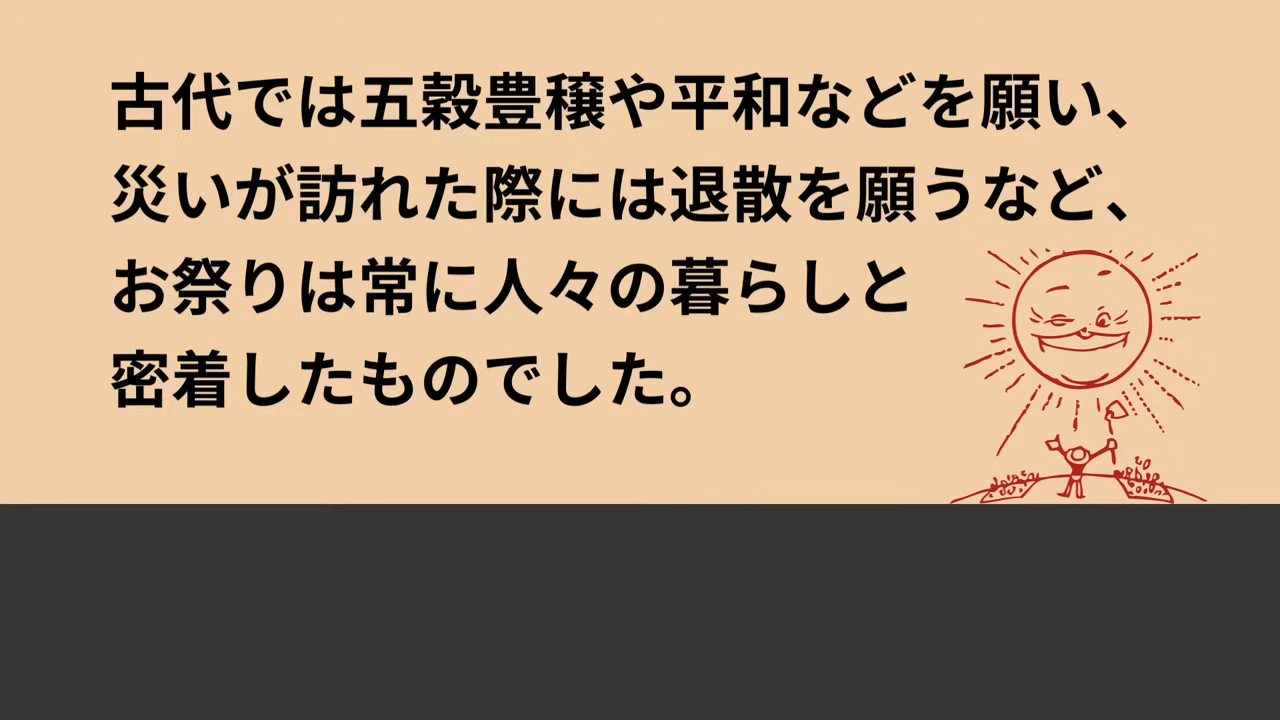 古代では五穀豊穣や平和などを願い、
災いが訪れた際には退散を願うなど、
お祭りは常に人々の暮らしと
密着したものでした。